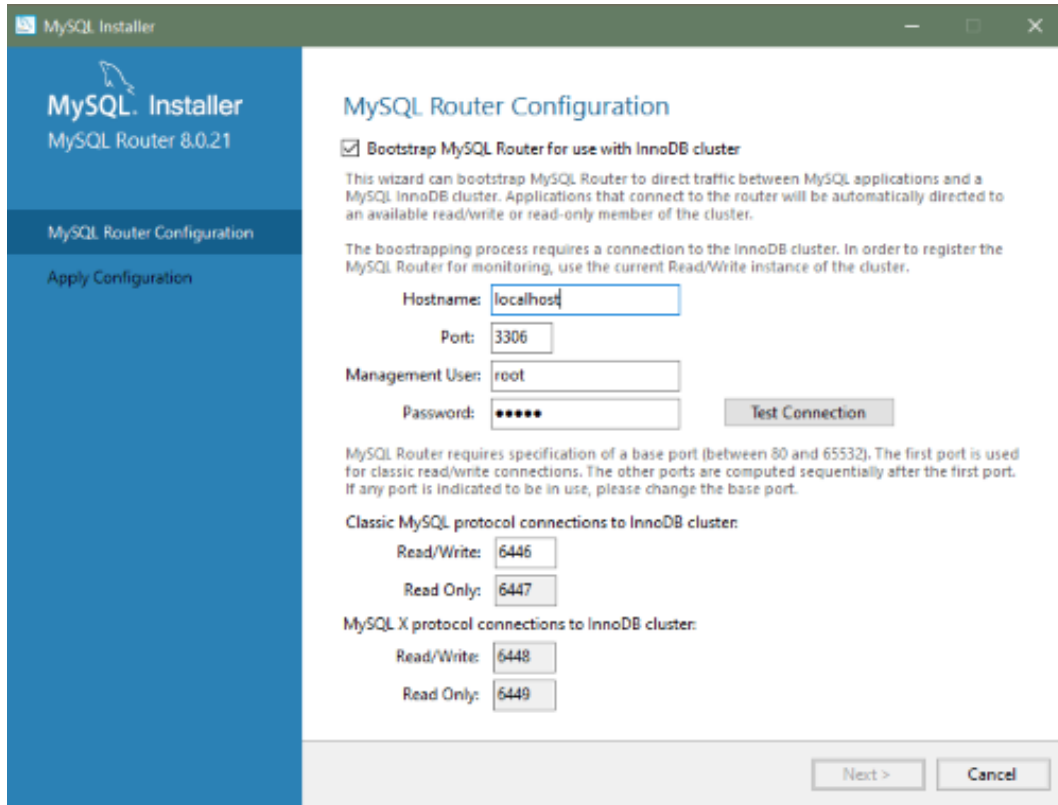 MySQL Installer
MySQL. Installer
MySQL Router 8.0.21
MySQL Router Configuration
Apply Configuration
MySQL Router Configuration
Bootstrap MySQL Router for use with InnoDB cluster
This wizard can bootstrap MySQL Router to direct traffic between MySQL applications and a
MySQL InnoDB cluster. Applications that connect to the router will be automatically directed to
an available read/write or read-only member of the cluster.
The boostrapping process requires a connection to the InnoDB cluster. In order to register the
MySQL Router for monitoring, use the current Read/Write instance of the cluster.
Hostname: localhost
Port: 3306
Management User: root
Password: •••••  Test Connection
MySQL Router requires specification of a base port (between 80 and 65532). The first port is used
for classic read/write connections. The other ports are computed sequentially after the first port.
If any port is indicated to be in use, please change the base port.
Classic MySQL protocol connections to InnoDB cluster:
Read/Write: 6446
Read Only: 6447
MySQL X protocol connections to InnoDB cluster:
Read/Write: 6448
Read Only: 6449
Next > Cancel